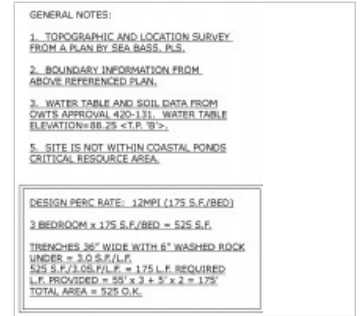 GENERAL NOTES:
1. TOPOGRAPHIC AND LOCATION SURVEY
FROM A PLAN BY SEA BASS, PLS.
2. BOUNDARY INFORMATION FROM
ABOVE REFERENCED PLAN.
3. WATER TABLE AND SOIL DATA FROM
OWTS APPROVAL 420-131. WATER TABLE
ELEVATION=88.25 <T.P. 'B'>.
5. SITE IS NOT WITHIN COASTAL PONDS
CRITICAL RESOURCE AREA.
DESIGN PERC RATE: 12MPI (175 S.F./BED)
3 BEDROOM x 175 S.F./BED = 525 S.F.
TRENCHES 36" WIDE WITH 6" WASHED ROCK
UNDER = 3.0 S.F./L.F.
525 S.F./3.0S.F/L.F. = 175 L.F. REQUIRED
L.F. PROVIDED = 55' x 3 + 5' x 2 = 175'
TOTAL AREA = 525 O.K.